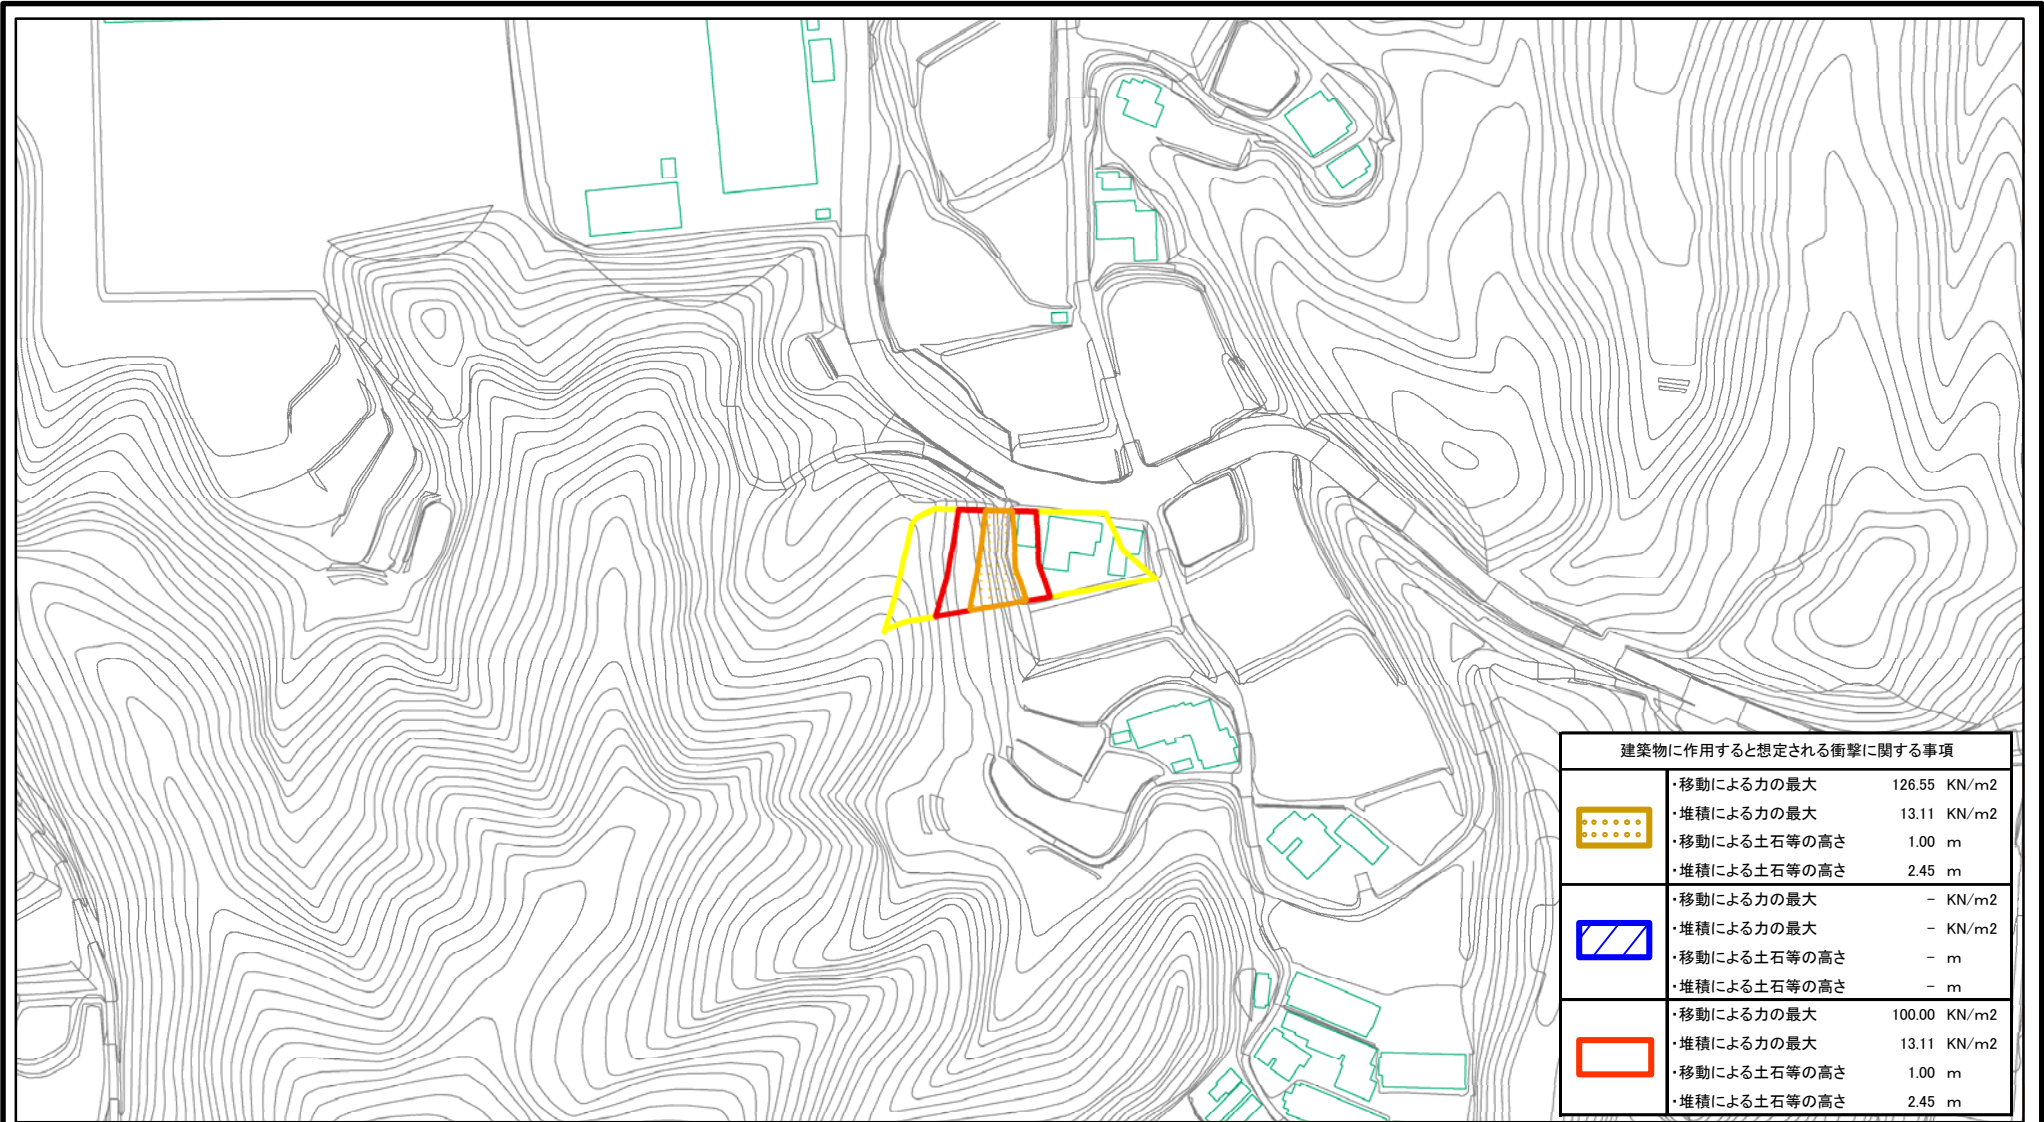 建築物に作用すると想定される衝撃に関する事項
・移動による力の最大 126.55 KN/m2
・堆積による力の最大 13.11 KN/m2
・移動による土石等の高さ 1.00 m
・堆積による土石等の高さ 2.45 m
・移動による力の最大 - KN/m2
・堆積による力の最大 - KN/m2
・移動による土石等の高さ - m
・堆積による土石等の高さ - m
・移動による力の最大 100.00 KN/m2
・堆積による力の最大 13.11 KN/m2
・移動による土石等の高さ 1.00 m
・堆積による土石等の高さ 2.45 m